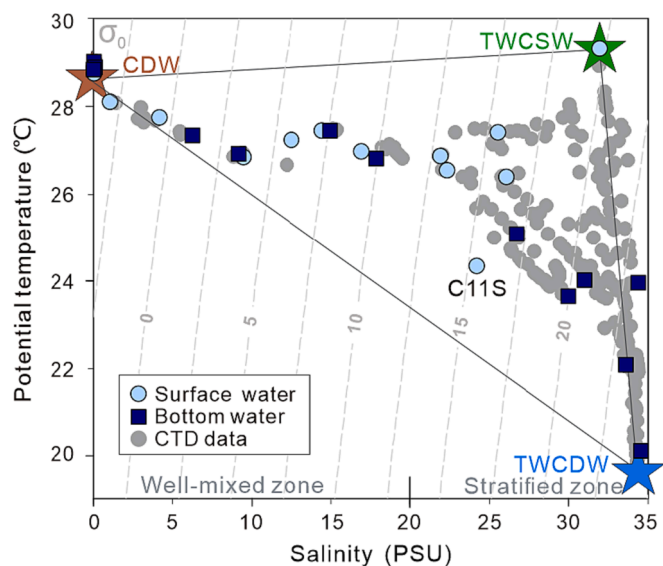 30
28
26
24
22
20
Potential temperature (℃)
σ0
CDW
TWCSW
C11S
0
5
10
15
20
Surface water
Bottom water
CTD data
TWCDW
Well-mixed zone
Stratified zone
0 5 10 15 20 25 30 35
Salinity (PSU)